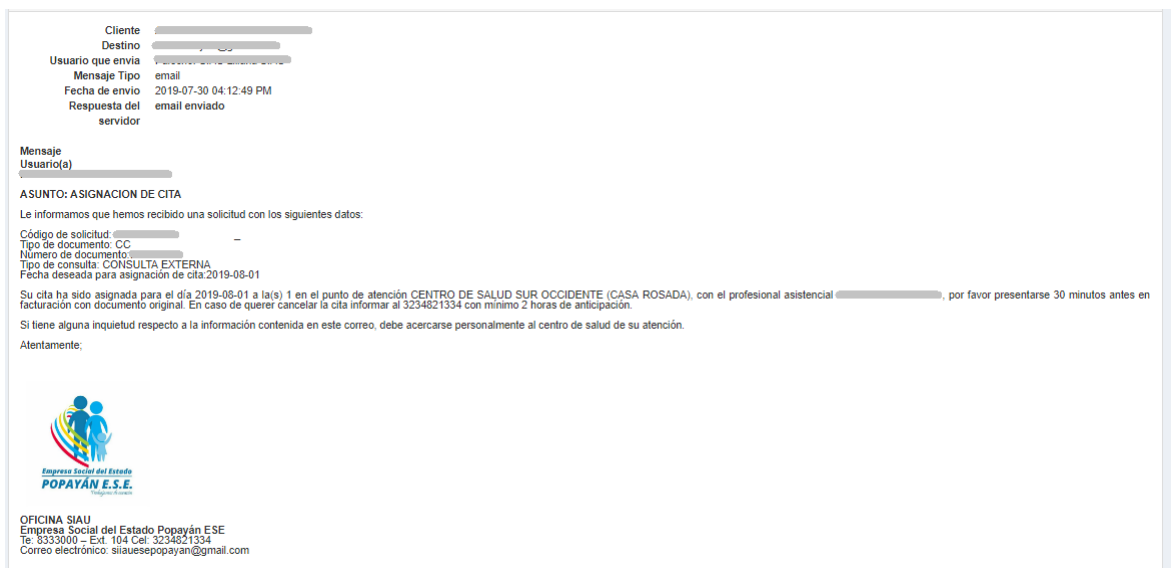 Cliente
Destino
Usuario que envia
Mensaje Tipo email
Fecha de envio 2019-07-30 04:12:49 PM
Respuesta del servidor email enviado
Mensaje
Usuario(a)
ASUNTO: ASIGNACION DE CITA
Le informamos que hemos recibido una solicitud con los siguientes datos:
Código de solicitud:
Tipo de documento: CC
Número de documento:
Tipo de consulta: CONSULTA EXTERNA
Fecha deseada para asignación de cita:2019-08-01
Su cita ha sido asignada para el día 2019-08-01 a la(s) 1 en el punto de atención CENTRO DE SALUD SUR OCCIDENTE (CASA ROSADA), con el profesional asistencial , por favor presentarse 30 minutos antes en
facturación con documento original. En caso de querer cancelar la cita informar al 3234821334 con mínimo 2 horas de anticipación.
Si tiene alguna inquietud respecto a la información contenida en este correo, debe acercarse personalmente al centro de salud de su atención.
Atentamente;
Empresa Social del Estado
POPAYÁN E.S.E.
OFICINA SIAU
Empresa Social del Estado Popayán ESE
Te: 8333000 – Ext. 104 Cel: 3234821334
Correo electrónico: siiauesepopayan@gmail.com